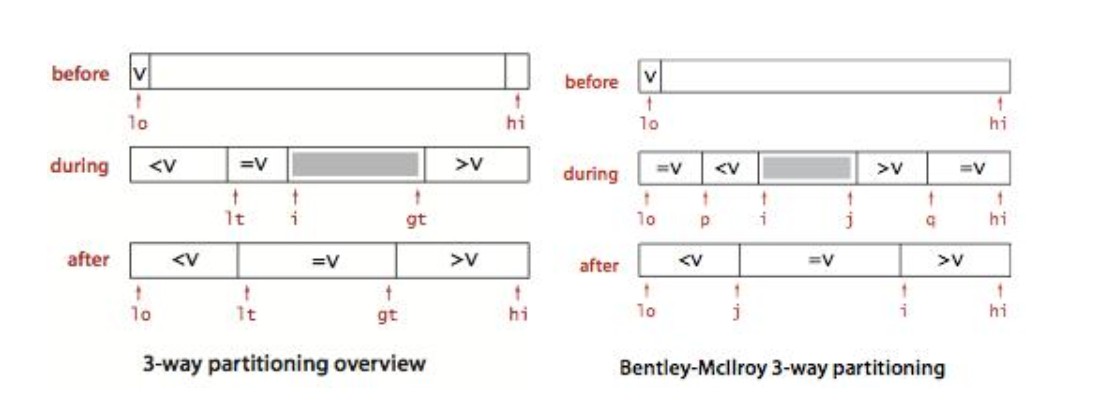 before v
lo hi
during <v =v >v
lt i gt
after <v =v >v
lo lt gt hi
3-way partitioning overview
before v
lo hi
during =v <v >v =v
lo p i j q hi
after <v =v >v
lo j i hi
Bentley-McIlroy 3-way partitioning